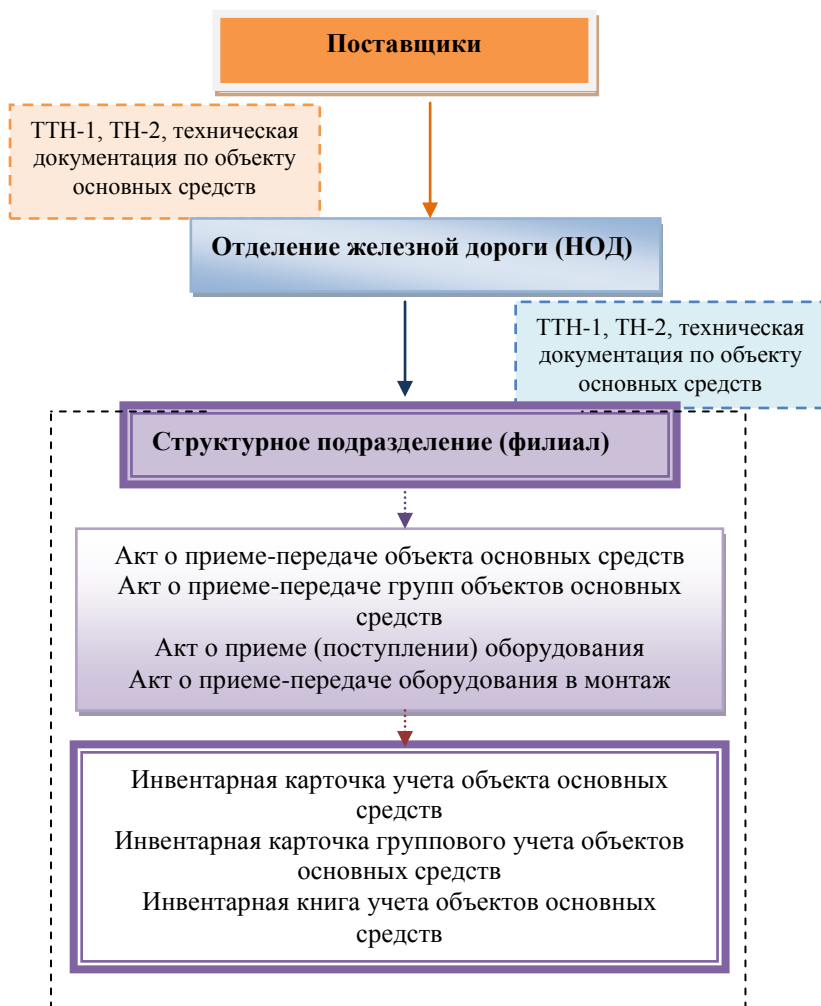 Поставщики
ТТН-1, ТН-2, техническая
документация по объекту
основных средств
Отделение железной дороги (НОД)
ТТН-1, ТН-2, техническая
документация по объекту
основных средств
Структурное подразделение (филиал)
Акт о приеме-передаче объекта основных средств
Акт о приеме-передаче групп объектов основных
средств
Акт о приеме (поступлении) оборудования
Акт о приеме-передаче оборудования в монтаж
Инвентарная карточка учета объекта основных
средств
Инвентарная карточка группового учета объектов
основных средств
Инвентарная книга учета объектов основных
средств